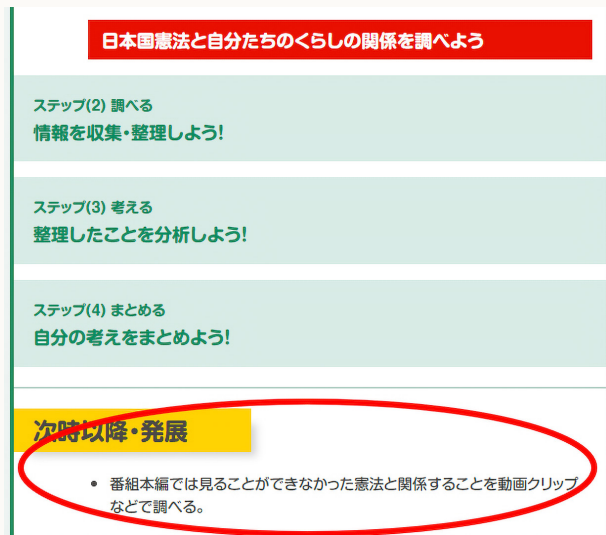 日本国憲法と自分たちのくらしの関係を調べよう
ステップ(2) 調べる
情報を収集・整理しよう!
ステップ(3) 考える
整理したことを分析しよう!
ステップ(4) まとめる
自分の考えをまとめよう!
次時以降・発展
• 番組本編では見ることができなかった憲法と関係することを動画クリップ
などで調べる。